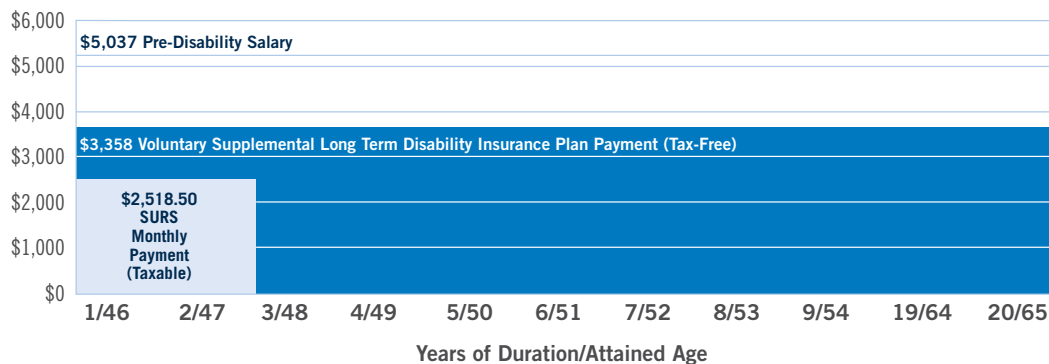 $6,000
$5,037 Pre-Disability Salary
$5,000
$4,000
$3,358 Voluntary Supplemental Long Term Disability Insurance Plan Payment (Tax-Free)
$3,000
$2,000
$1,000
$0
$2,518.50
SURS
Monthly
Payment
(Taxable)
1/46 2/47 3/48 4/49 5/50 6/51 7/52 8/53 9/54 19/64 20/65
Years of Duration/Attained Age